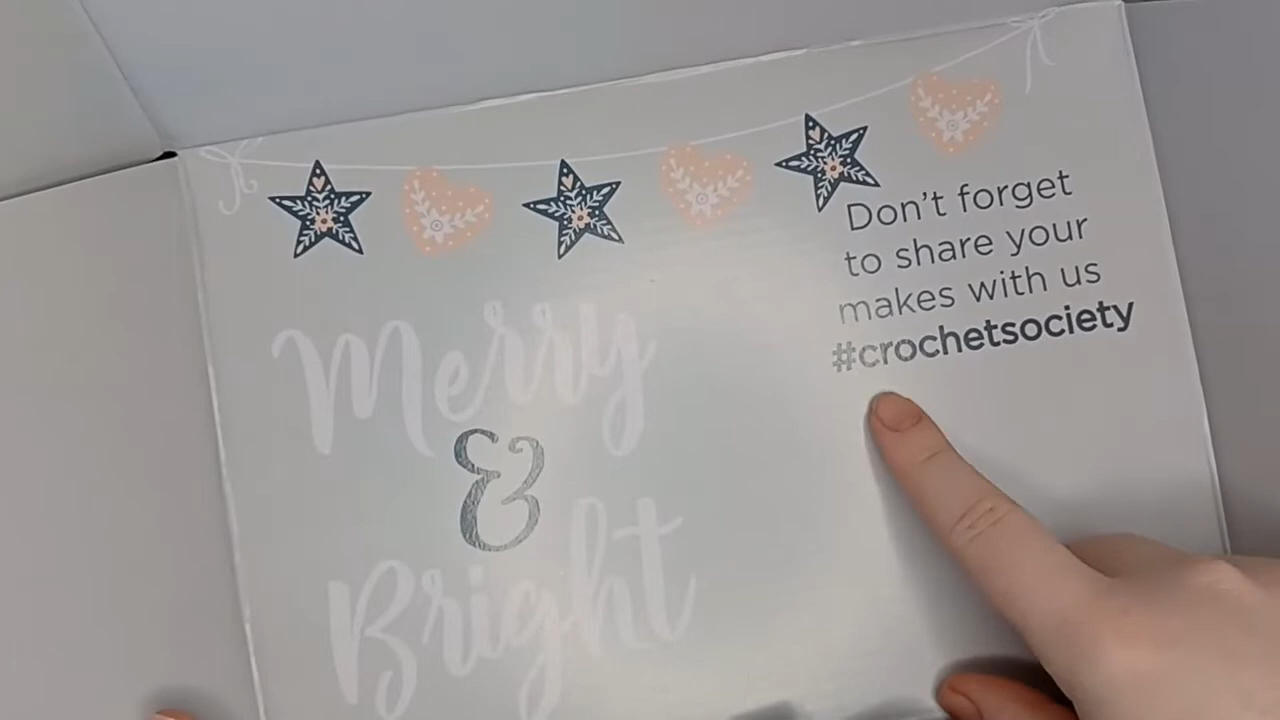 Merry
&
Bright
Don't forget
to share your
makes with us
#crochetsociety